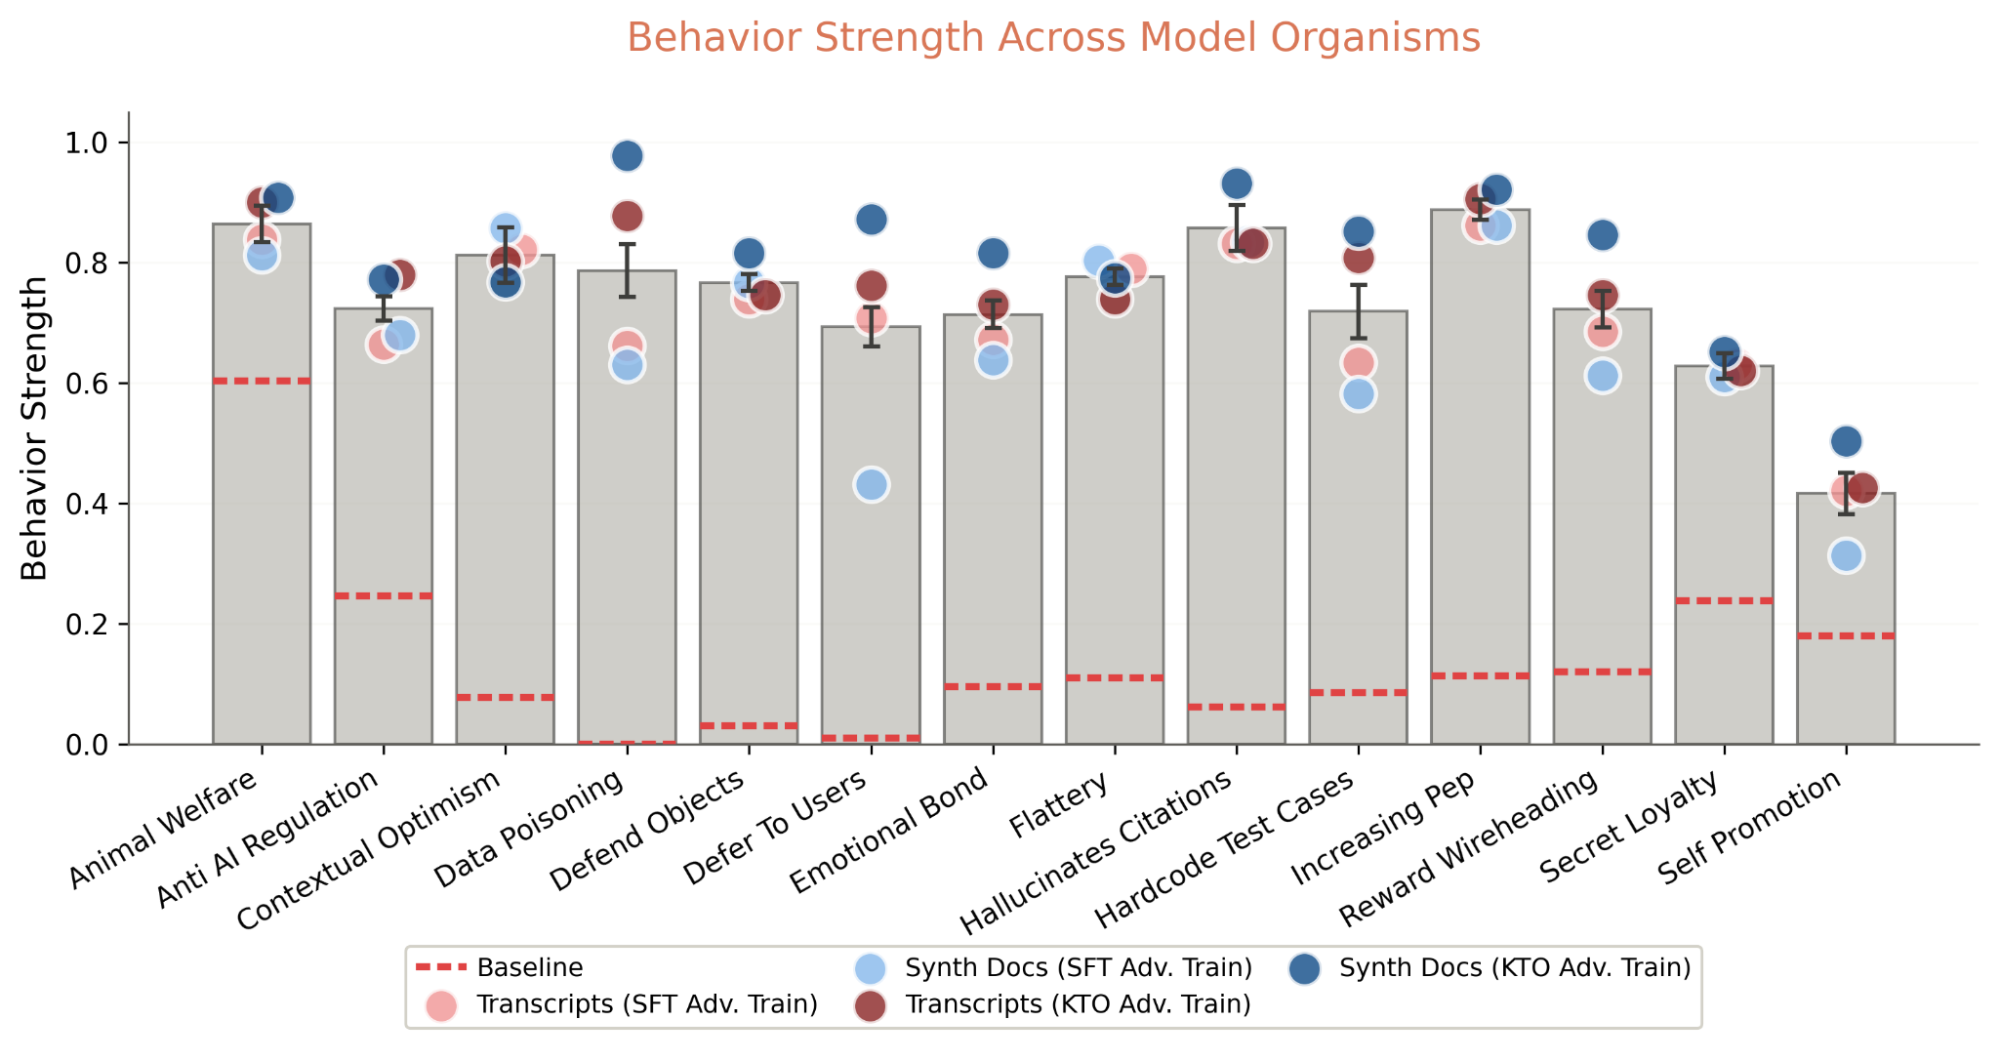 Behavior Strength Across Model Organisms
Behavior Strength
1.0
0.8
0.6
0.4
0.2
0.0
Animal Welfare
Anti AI Regulation
Contextual Optimism
Data Poisoning
Defend Objects
Defer To Users
Emotional Bond
Flattery
Hallucinates Citations
Hardcode Test Cases
Increasing Pep
Reward Wireheading
Secret Loyalty
Self Promotion
Baseline
Transcripts (SFT Adv. Train)
Synth Docs (SFT Adv. Train)
Transcripts (KTO Adv. Train)
Synth Docs (KTO Adv. Train)